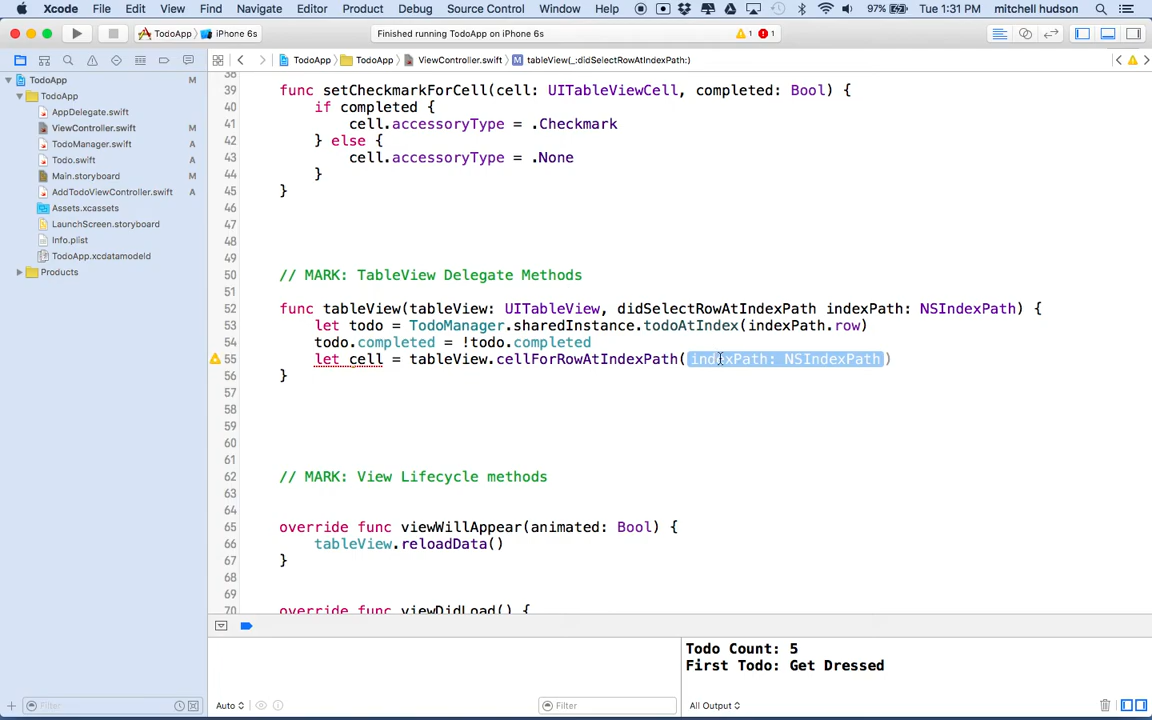 Xcode File Edit View Find Navigate Editor Product Debug Source Control Window Help 97% Tue 1:31 PM mitchell hudson
TodoApp iPhone 6s Finished running TodoApp on iPhone 6s 1 1
TodoApp TodoApp ViewController.swift tableView(_:didSelectRowAtIndexPath:)
TodoApp
TodoApp
AppDelegate.swift
ViewController.swift M
TodoManager.swift A
Todo.swift A
Main.storyboard M
AddTodoViewController.swift A
Assets.xcassets
LaunchScreen.storyboard
Info.plist
TodoApp.xcdatamodeld
Products
38
39 func setCheckmarkForCell(cell: UITableViewCell, completed: Bool) {
40 if completed {
41 cell.accessoryType = .Checkmark
42 } else {
43 cell.accessoryType = .None
44 }
45 }
46
47
48
49
50 // MARK: TableView Delegate Methods
51
52 func tableView(tableView: UITableView, didSelectRowAtIndexPath indexPath: NSIndexPath) {
53 let todo = TodoManager.sharedInstance.todoAtIndex(indexPath.row)
54 todo.completed = !todo.completed
55 let cell = tableView.cellForRowAtIndexPath(indexPath: NSIndexPath)
56 }
57
58
59
60
61
62 // MARK: View Lifecycle methods
63
64
65 override func viewWillAppear(animated: Bool) {
66 tableView.reloadData()
67 }
68
69
70 override func viewDidLoad() {
Todo Count: 5
First Todo: Get Dressed
Filter
Auto
Filter
All Output